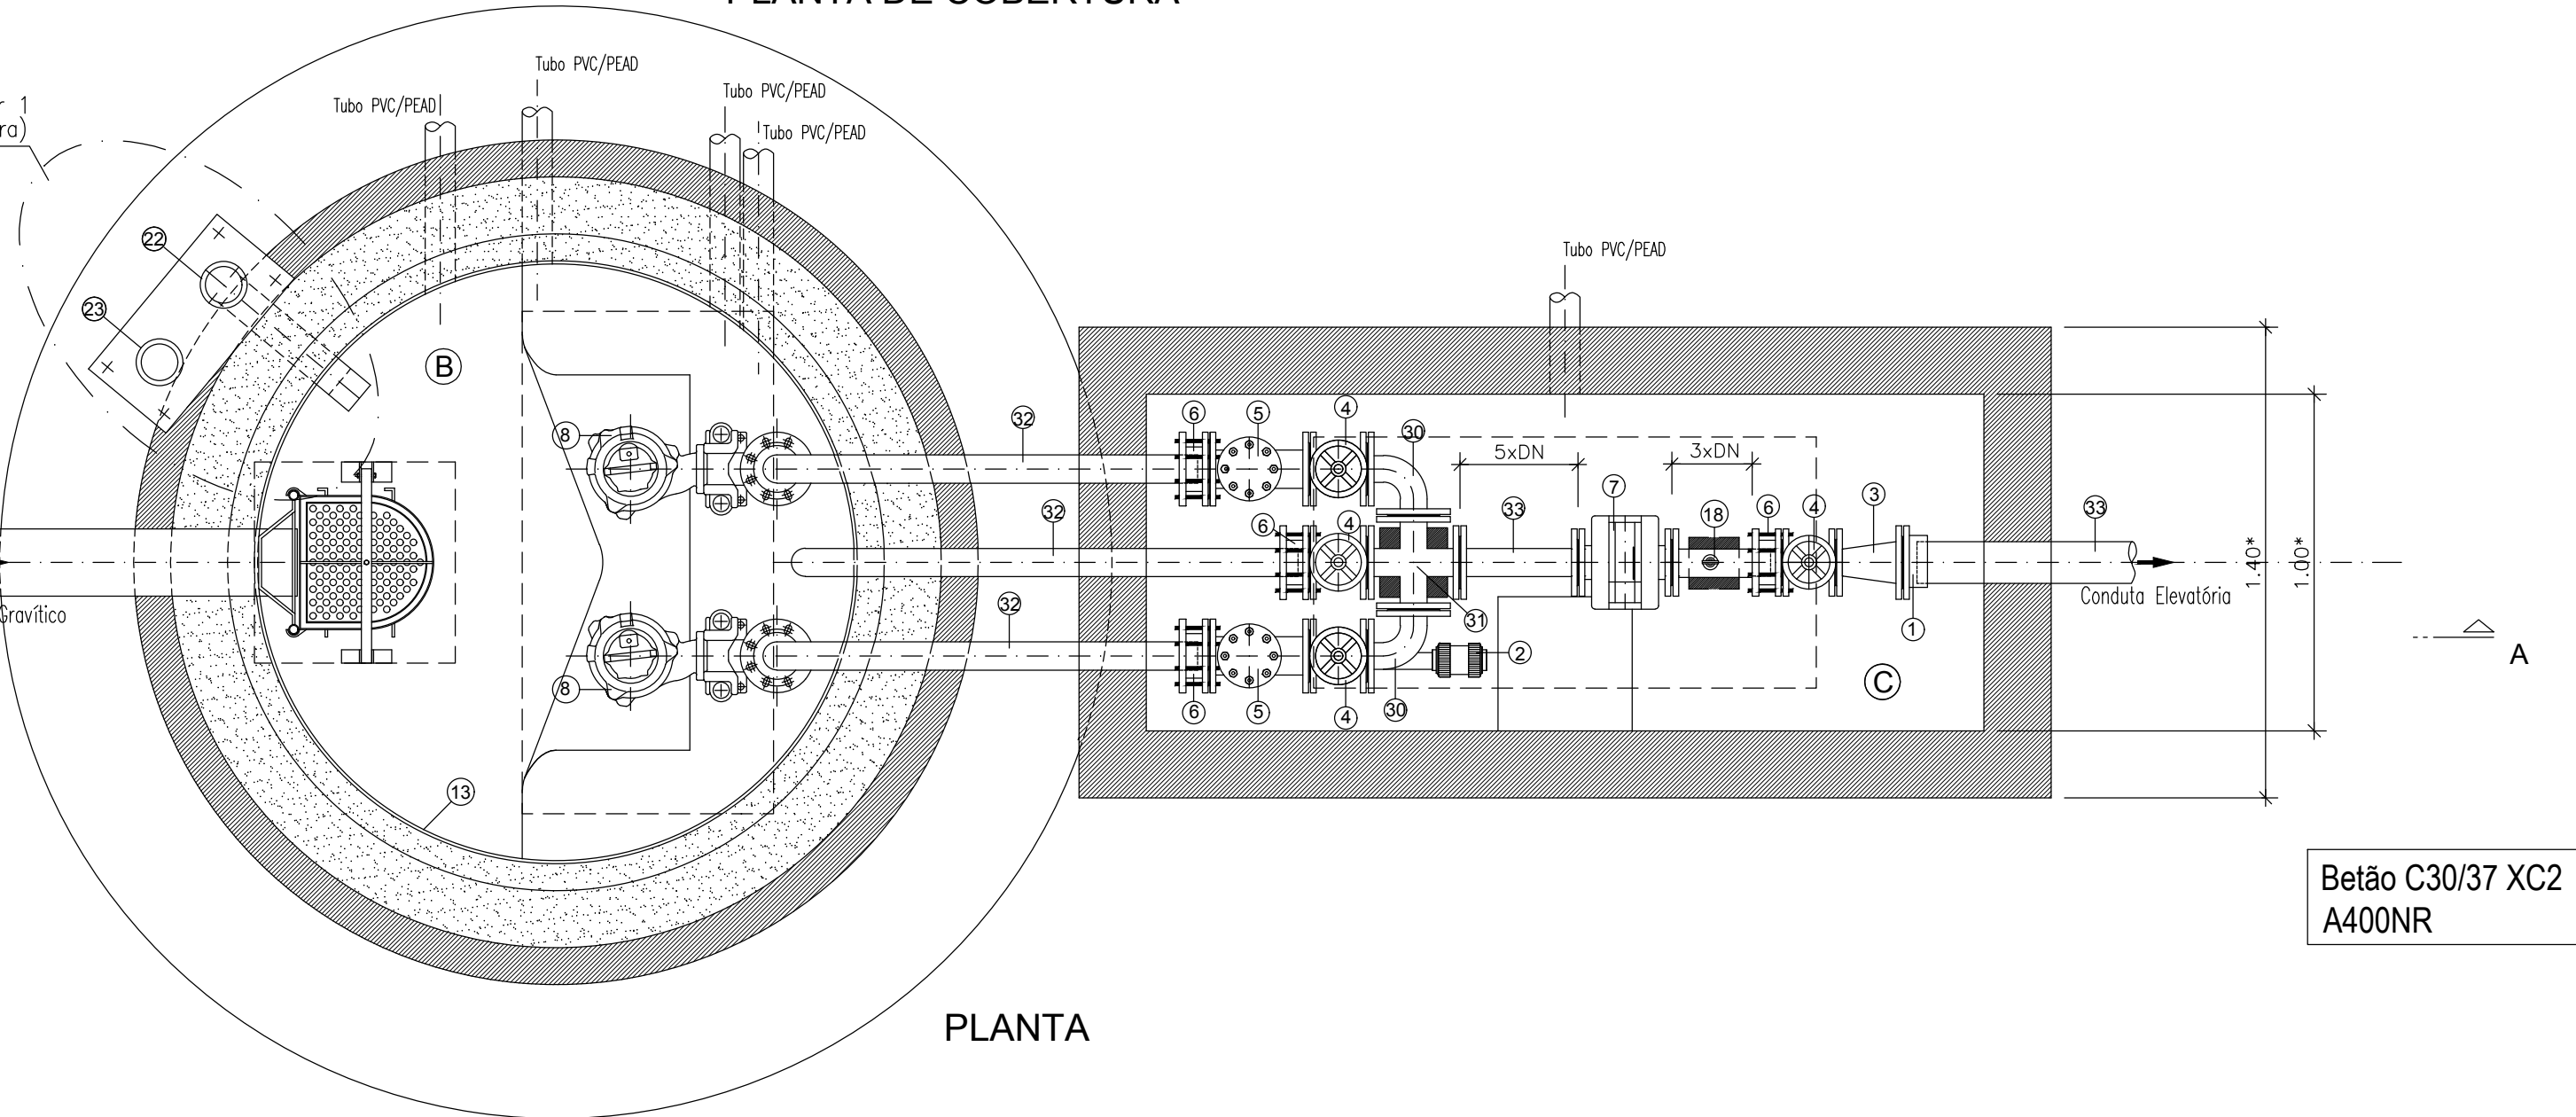 PLANTA DE COBERTURA
Tubo PVC/PEAD
Tubo PVC/PEAD
Tubo PVC/PEAD
Tubo PVC/PEAD
r 1
ra)
22
23
B
Tubo PVC/PEAD
8
32
6
5
4
30
5xDN
3xDN
7
18
6
4
3
33
32
6
4
33
Gravítico
32
31
1
Conduta Elevatória
1.40*
1.00*
2
A
8
6
5
4
30
C
13
Betão C30/37 XC2
A400NR
PLANTA